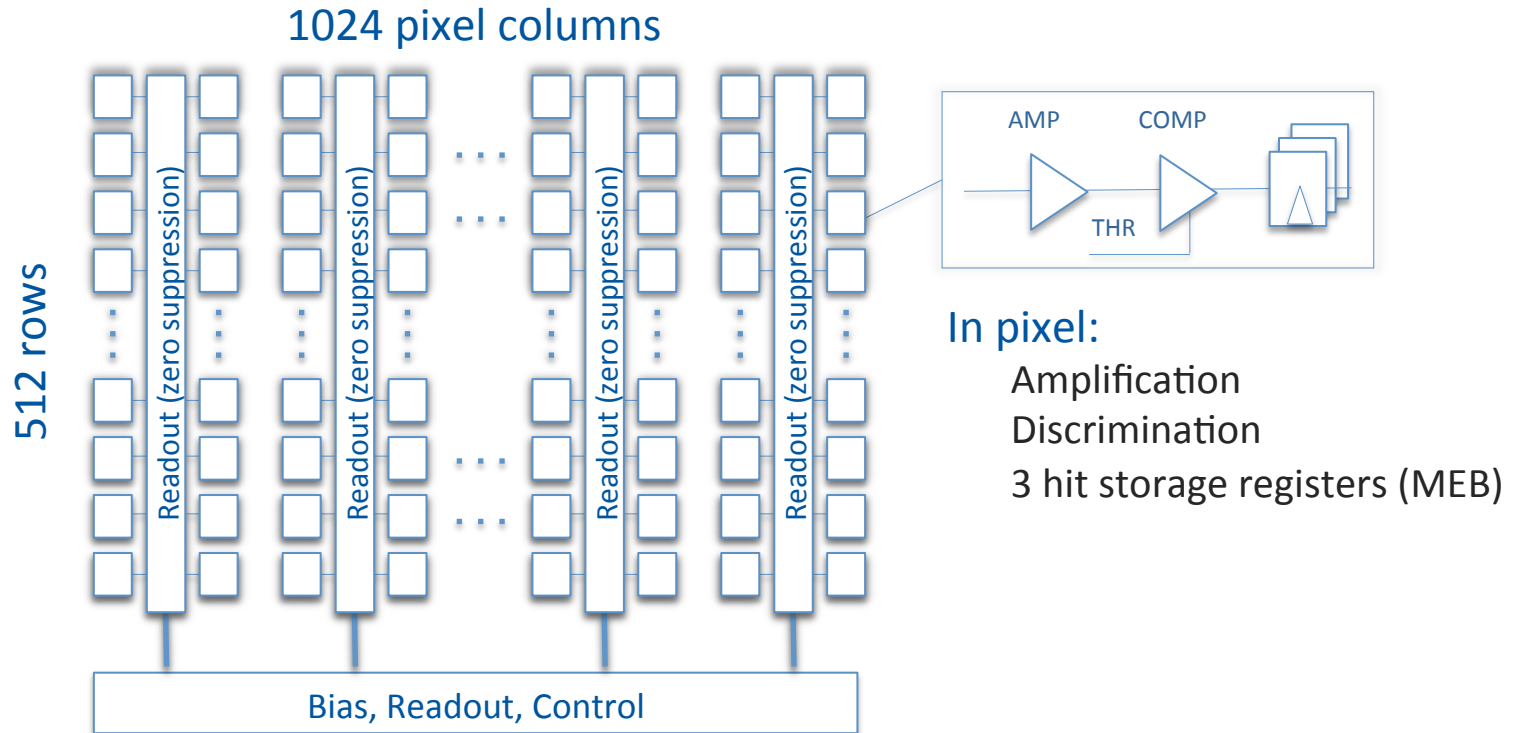 1024 pixel columns
512 rows
Readout (zero suppression)
Readout (zero suppression)
. . .
. . .
Readout (zero suppression)
Readout (zero suppression)
. . .
. . .
Bias, Readout, Control
AMP
COMP
THR
In pixel:
Amplification
Discrimination
3 hit storage registers (MEB)